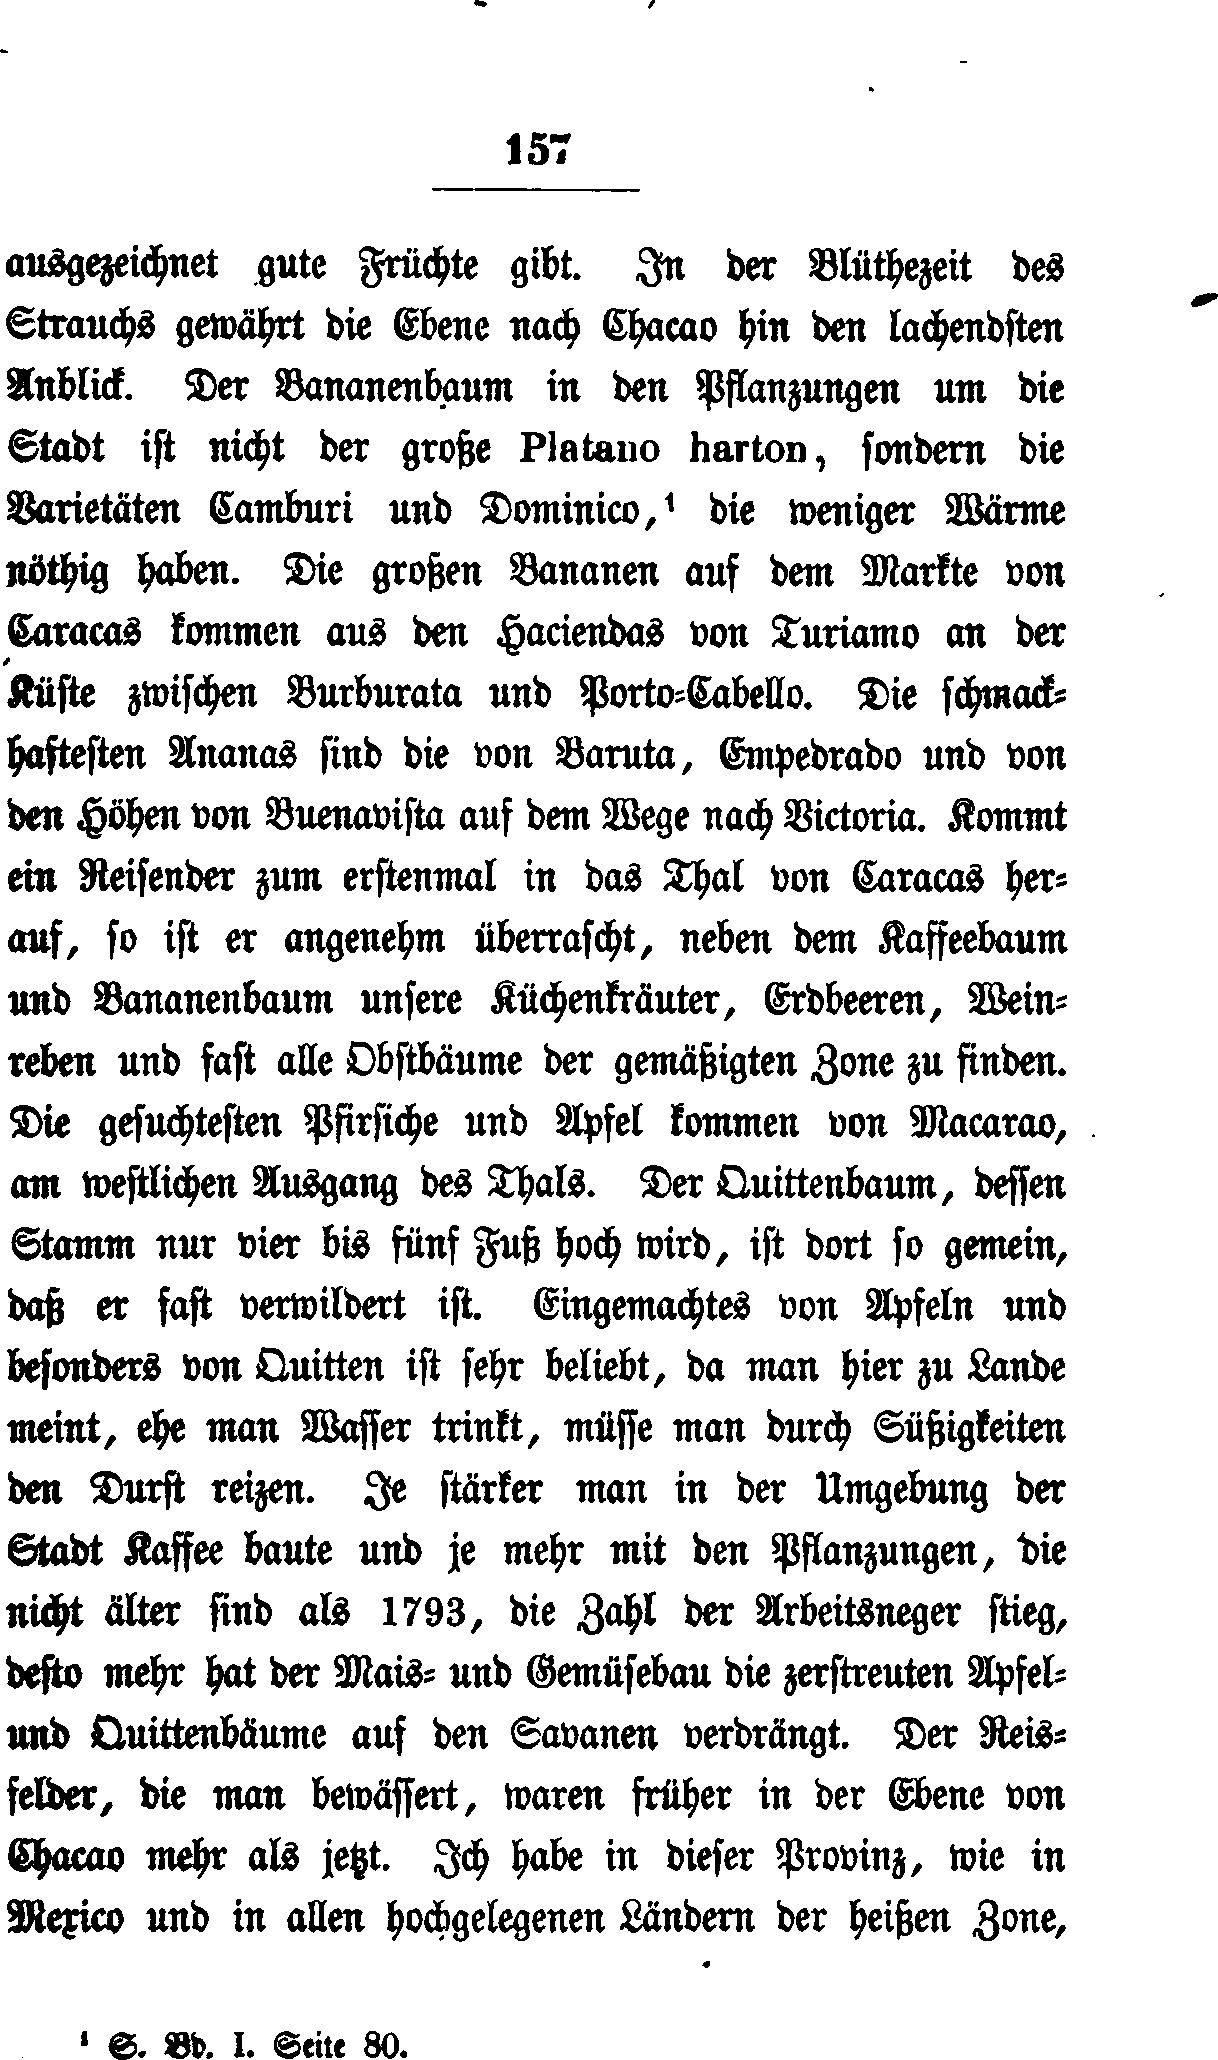 157
ausgezeichnet gute Früchte gibt. In der Blüthezeit des
Strauchs gewährt die Ebene nach Chacao hin den lachendsten
Anblick. Der Bananenbaum in den Pflanzungen um die
Stadt ist nicht der große Platano harton, sondern die
Varietäten Camburi und Dominico,¹ die weniger Wärme
nöthig haben. Die großen Bananen auf dem Markte von
Caracas kommen aus den Haciendas von Turiamo an der
Küste zwischen Burburata und Porto-Cabello. Die schmack-
haftesten Ananas sind die von Baruta, Empedrado und von
den Höhen von Buenavista auf dem Wege nach Victoria. Kommt
ein Reisender zum erstenmal in das Thal von Caracas her-
auf, so ist er angenehm überrascht, neben dem Kaffeebaum
und Bananenbaum unsere Küchenkräuter, Erdbeeren, Wein-
reben und fast alle Obstbäume der gemäßigten Zone zu finden.
Die gesuchtesten Pfirsiche und Apfel kommen von Macarao,
am westlichen Ausgang des Thals. Der Quittenbaum, dessen
Stamm nur vier bis fünf Fuß hoch wird, ist dort so gemein,
daß er fast verwildert ist. Eingemachtes von Apfeln und
besonders von Quitten ist sehr beliebt, da man hier zu Lande
meint, ehe man Wasser trinkt, müsse man durch Süßigkeiten
den Durst reizen. Je stärker man in der Umgebung der
Stadt Kaffee baute und je mehr mit den Pflanzungen, die
nicht älter sind als 1793, die Zahl der Arbeitsneger stieg,
desto mehr hat der Mais- und Gemüsebau die zerstreuten Apfel-
und Quittenbäume auf den Savanen verdrängt. Der Reis-
felder, die man bewässert, waren früher in der Ebene von
Chacao mehr als jetzt. Ich habe in dieser Provinz, wie in
Mexico und in allen hochgelegenen Ländern der heißen Zone,
¹ S. Bd. I. Seite 80.